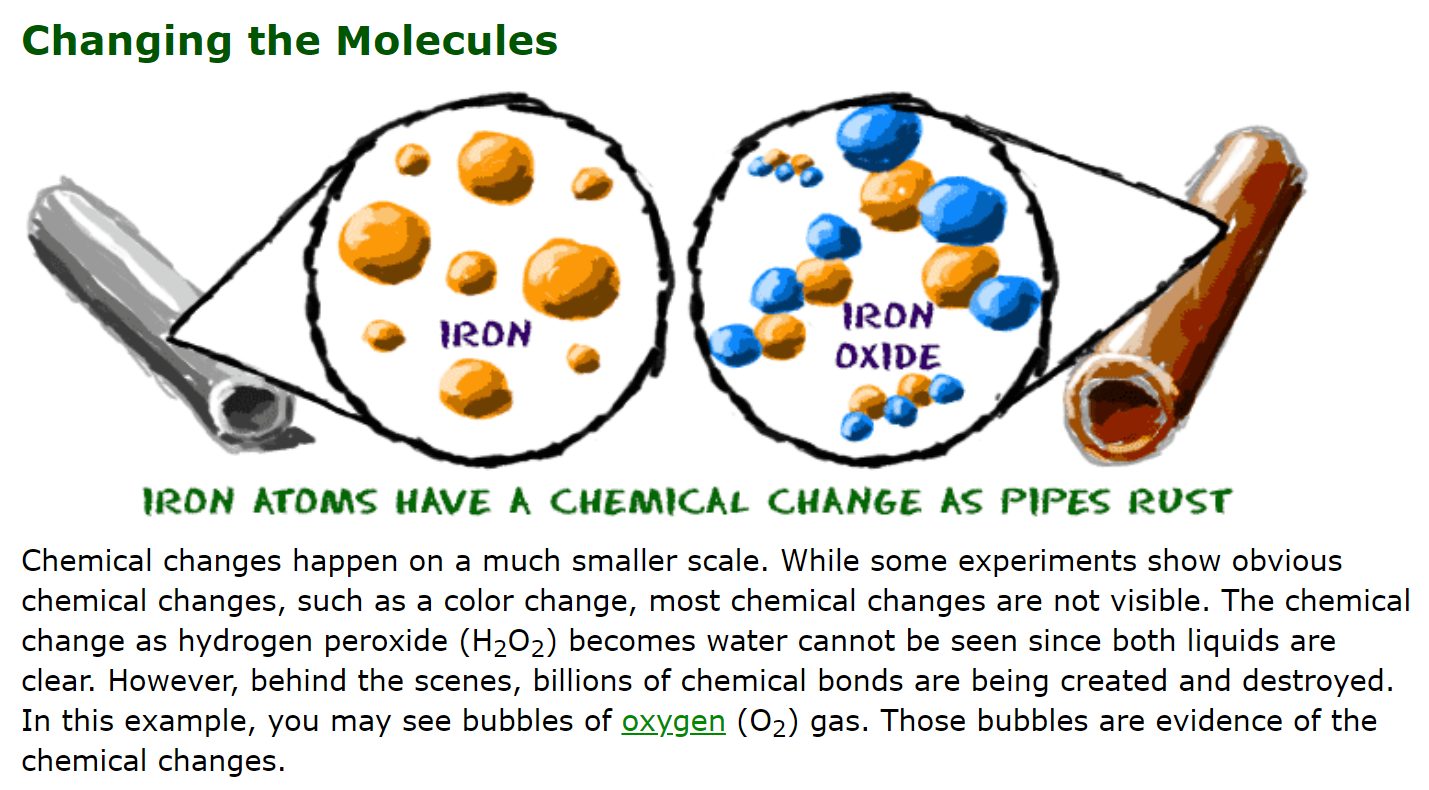 Changing the Molecules
IRON
IRON
OXIDE
IRON ATOMS HAVE A CHEMICAL CHANGE AS PIPES RUST
Chemical changes happen on a much smaller scale. While some experiments show obvious
chemical changes, such as a color change, most chemical changes are not visible. The chemical
change as hydrogen peroxide (H₂O₂) becomes water cannot be seen since both liquids are
clear. However, behind the scenes, billions of chemical bonds are being created and destroyed.
In this example, you may see bubbles of oxygen (O₂) gas. Those bubbles are evidence of the
chemical changes.